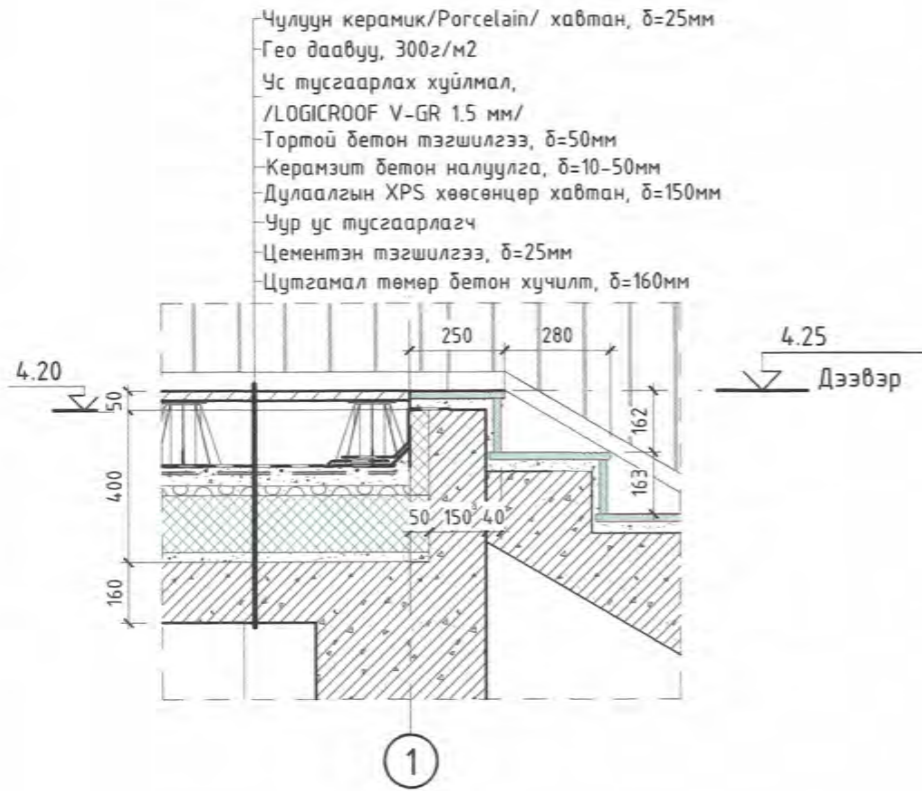 Чулуун керамик/Porcelain/ хавтан, δ=25мм
Гео даавуу, 300г/м2
Ус тусгаарлах хуйлмал,
/LOGICROOF V-GR 1.5 мм/
Тортой бетон тэгшилгээ, δ=50мм
Керамзит бетон налуулга, δ=10-50мм
Дулаалгын XPS хөөсөнцөр хавтан, δ=150мм
Уур ус тусгаарлагч
Цементэн тэгшилгээ, δ=25мм
Цутгамал төмөр бетон хучилт, δ=160мм
250 280
4.25
Дээвэр
4.20
50
162
163
400
50 150 3 40
160
1